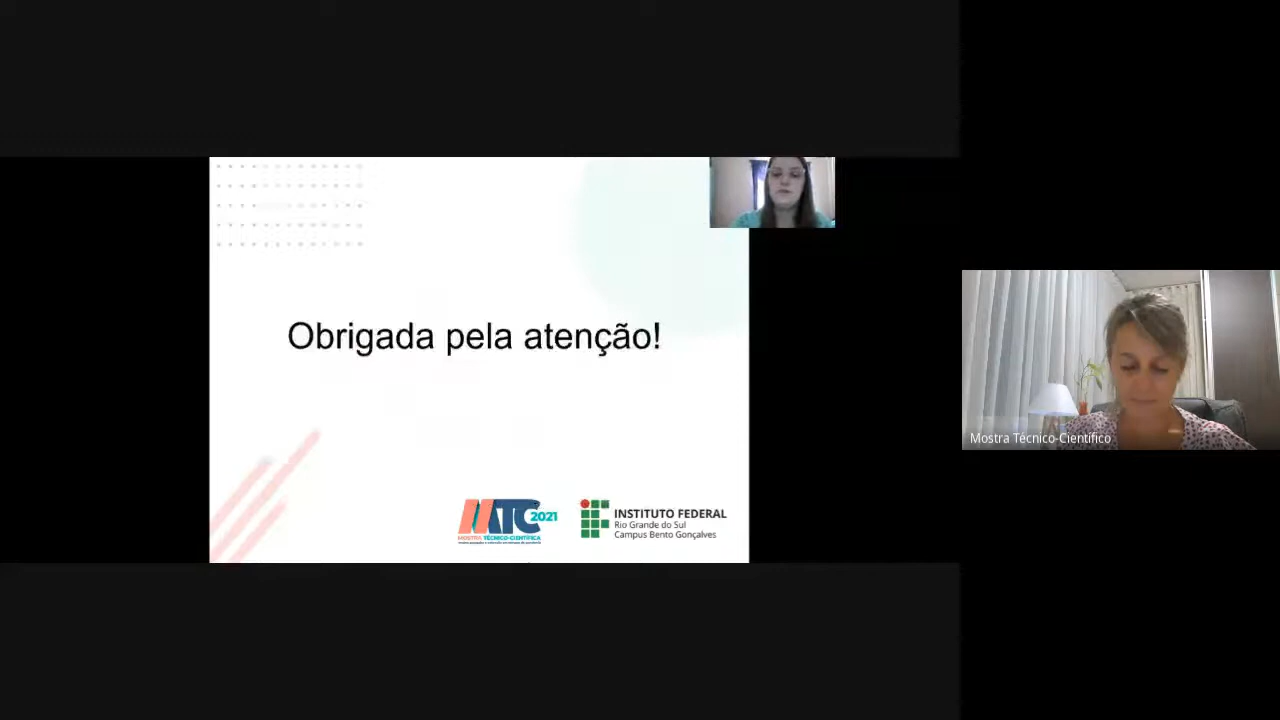 Obrigada pela atenção!
MTC 2021
MOSTRA TÉCNICO-CIENTÍFICA
INSTITUTO FEDERAL
Rio Grande do Sul
Campus Bento Gonçalves
Mostra Técnico-Científico